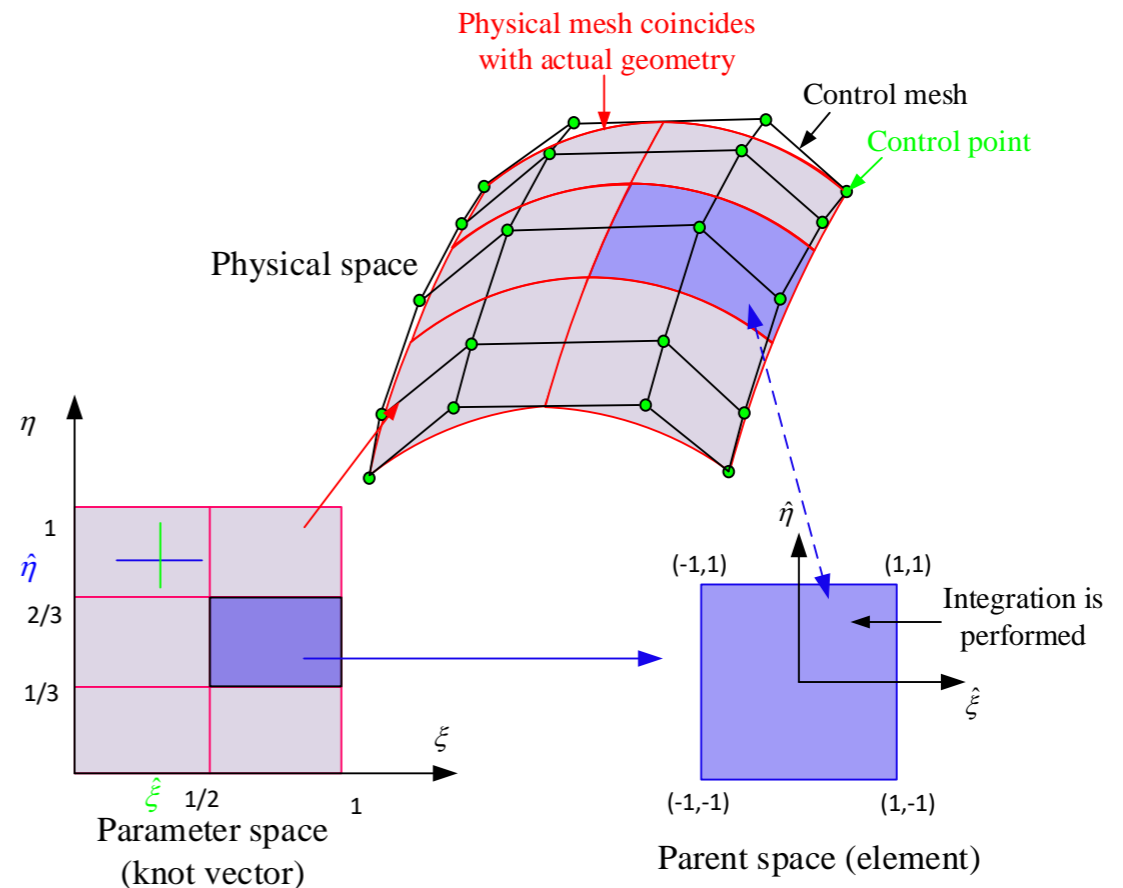 Physical mesh coincides
with actual geometry
Control mesh
Control point
Physical space
η
1
η̂
2/3
1/3
ξ
ξ̂
1/2
1
Parameter space
(knot vector)
η̂
(-1,1)
(1,1)
Integration is
performed
ξ̂
(-1,-1)
(1,-1)
Parent space (element)